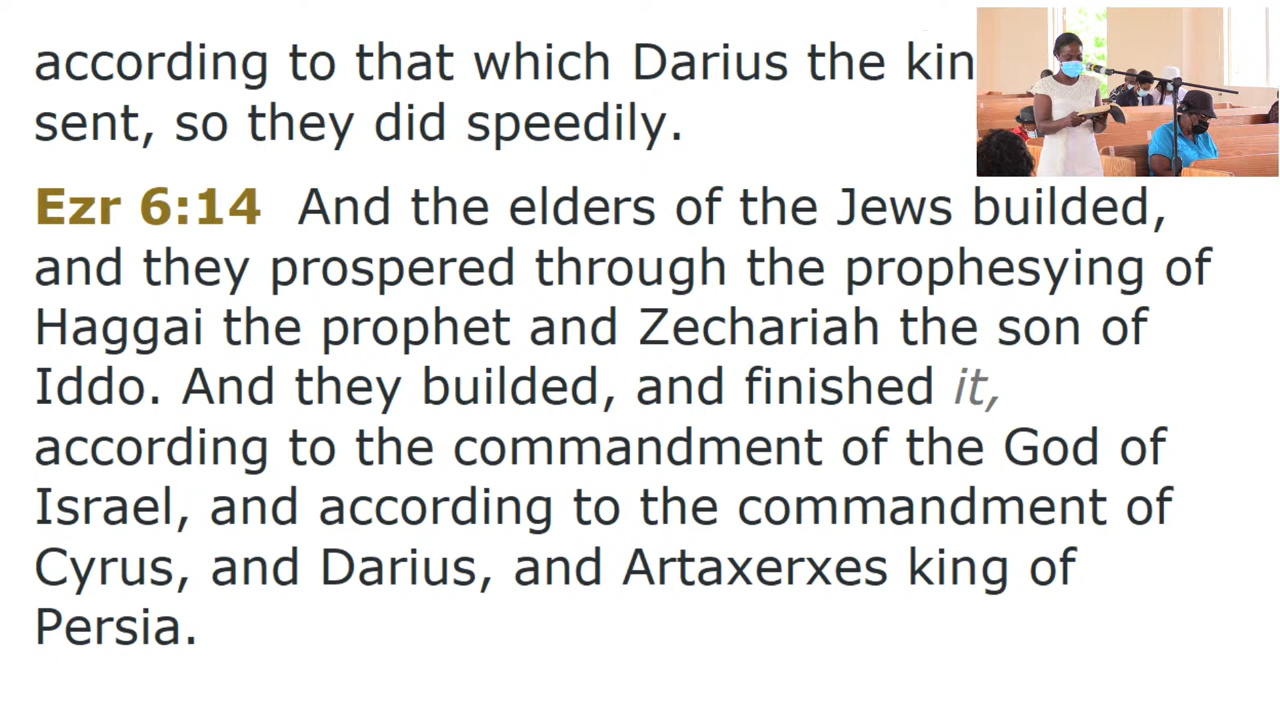 according to that which Darius the kin
sent, so they did speedily.
Ezr 6:14 And the elders of the Jews builded,
and they prospered through the prophesying of
Haggai the prophet and Zechariah the son of
Iddo. And they builded, and finished it,
according to the commandment of the God of
Israel, and according to the commandment of
Cyrus, and Darius, and Artaxerxes king of
Persia.